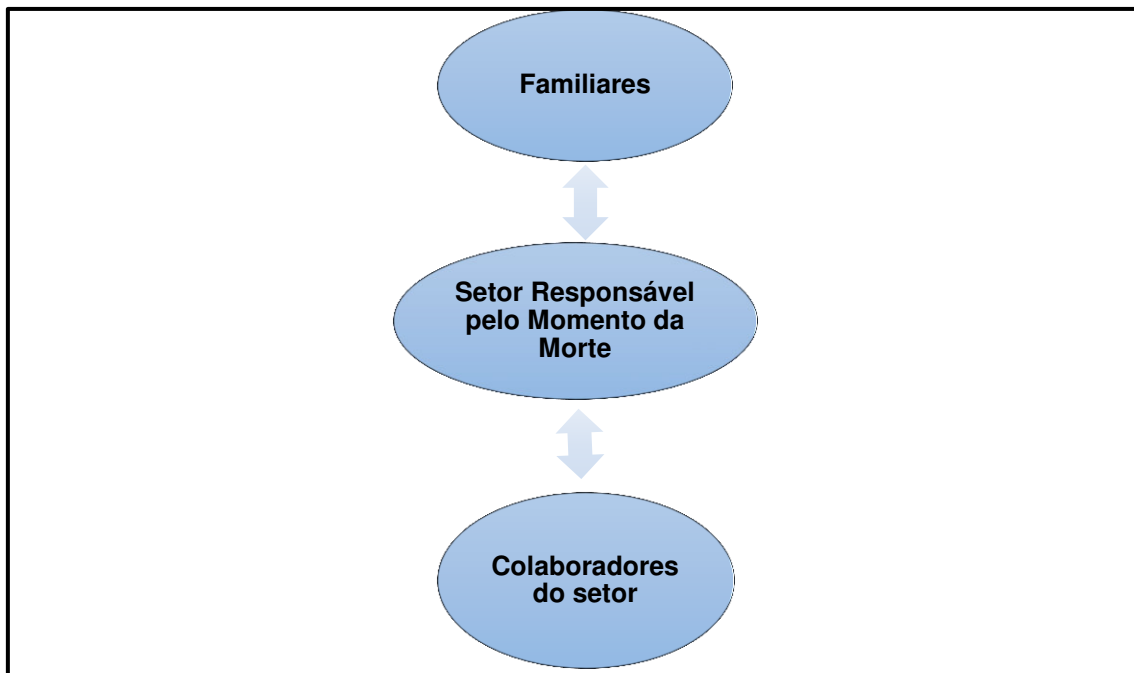 Familiares
Setor Responsável
pelo Momento da
Morte
Colaboradores
do setor